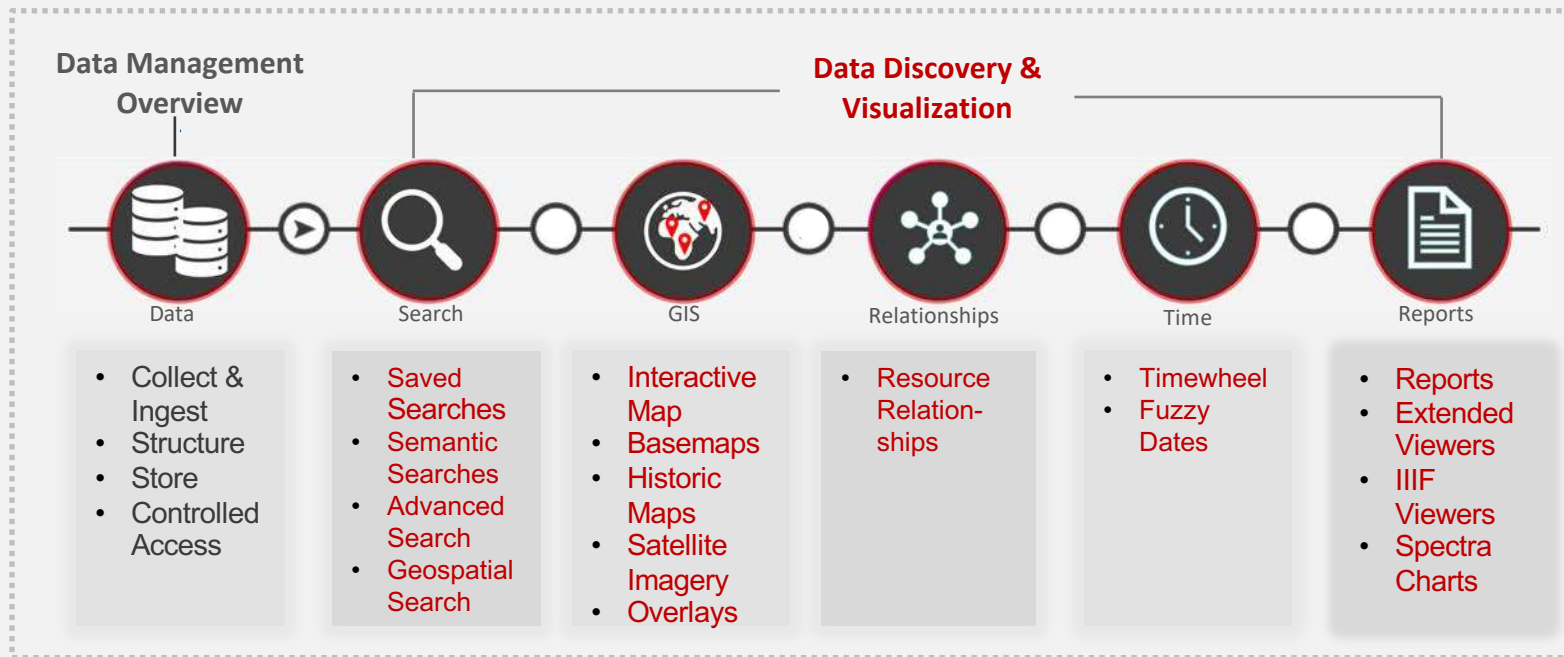 Data Management
Overview
Data Discovery &
Visualization
Data
Search
GIS
Relationships
Time
Reports
• Collect &
Ingest
• Structure
• Store
• Controlled
Access
• Saved
Searches
• Semantic
Searches
• Advanced
Search
• Geospatial
Search
• Interactive
Map
• Basemaps
• Historic
Maps
• Satellite
Imagery
• Overlays
• Resource
Relation-
ships
• Timewheel
• Fuzzy
Dates
• Reports
• Extended
Viewers
• IIIF
Viewers
• Spectra
Charts